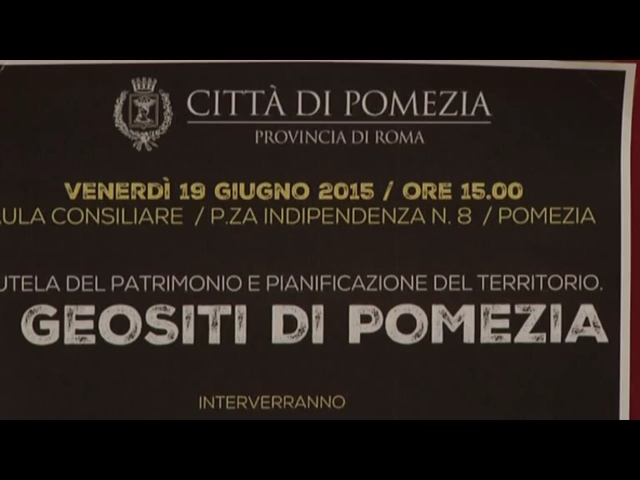 CITTÀ DI POMEZIA
PROVINCIA DI ROMA
VENERDÌ 19 GIUGNO 2015 / ORE 15.00
ULA CONSILIARE / P.ZA INDIPENDENZA N. 8 / POMEZIA
UTELA DEL PATRIMONIO E PIANIFICAZIONE DEL TERRITORIO.
GEOSITI DI POMEZIA
INTERVERRANNO